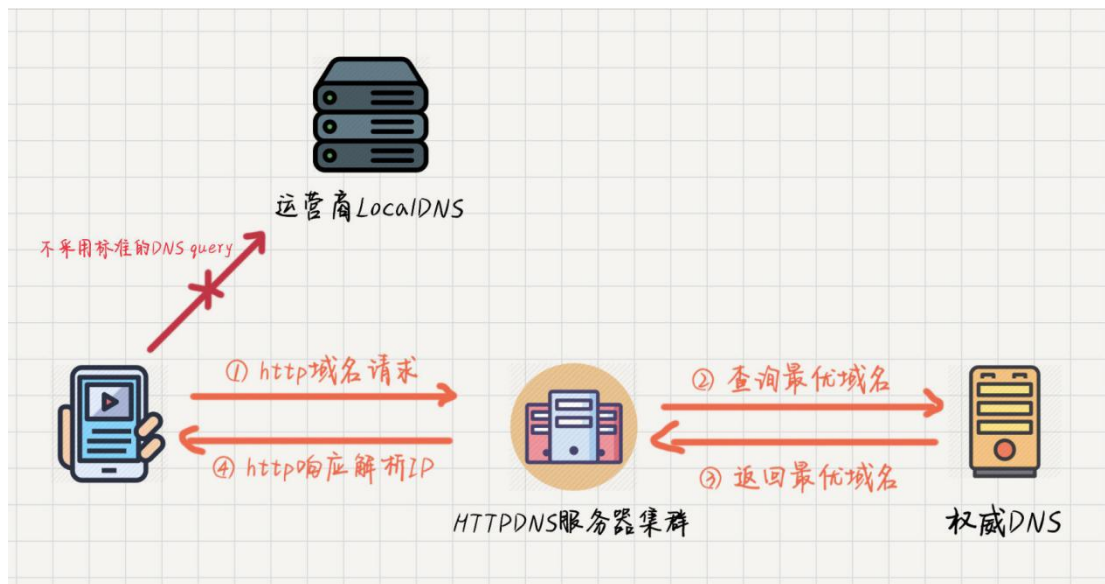 运营商LocalDNS
不采用标准的DNS query
① http域名请求
② 查询最优域名
④ http响应解析IP
③ 返回最优域名
HTTPDNS服务器集群
权威DNS